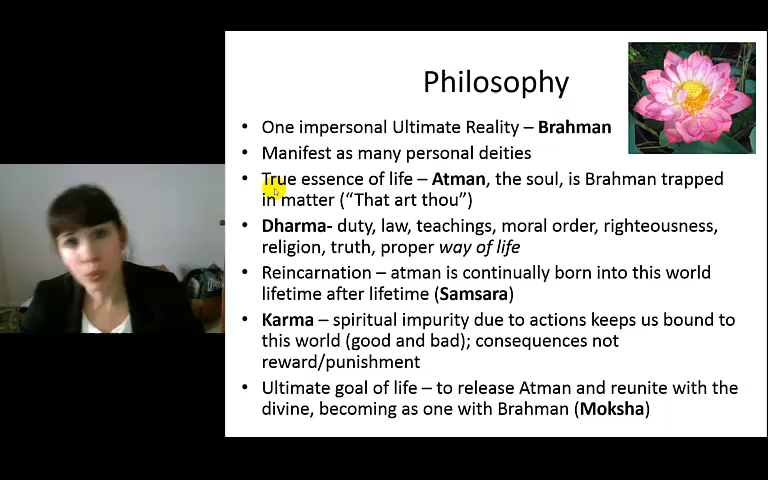 Philosophy
• One impersonal Ultimate Reality – Brahman
• Manifest as many personal deities
• True essence of life – Atman, the soul, is Brahman trapped
in matter (“That art thou”)
• Dharma- duty, law, teachings, moral order, righteousness,
religion, truth, proper way of life
• Reincarnation – atman is continually born into this world
lifetime after lifetime (Samsara)
• Karma – spiritual impurity due to actions keeps us bound to
this world (good and bad); consequences not
reward/punishment
• Ultimate goal of life – to release Atman and reunite with the
divine, becoming as one with Brahman (Moksha)